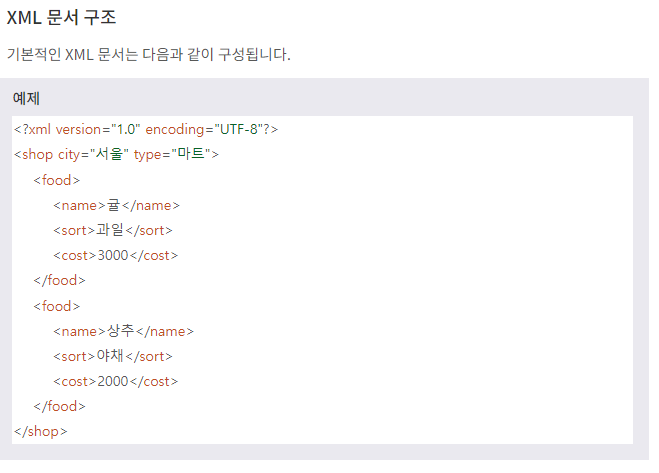 XML 문서 구조
기본적인 XML 문서는 다음과 같이 구성됩니다.
예제
<?xml version="1.0" encoding="UTF-8"?>
<shop city="서울" type="마트">
<food>
<name>귤</name>
<sort>과일</sort>
<cost>3000</cost>
</food>
<food>
<name>상추</name>
<sort>야채</sort>
<cost>2000</cost>
</food>
</shop>